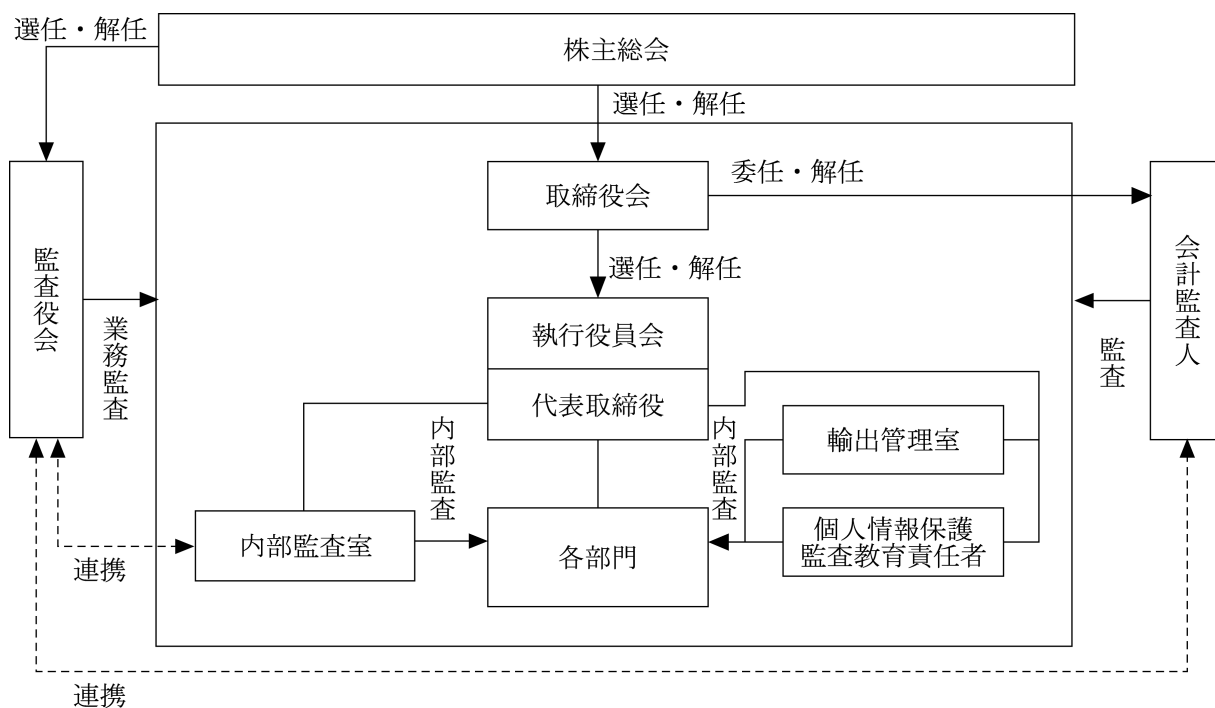 選任・解任
株主総会
選任・解任
取締役会
委任・解任
監査役会
会計監査人
選任・解任
業務監査
執行役員会
監査
代表取締役
内部監査
内部監査
輸出管理室
内部監査室
各部門
個人情報保護
監査教育責任者
連携
連携